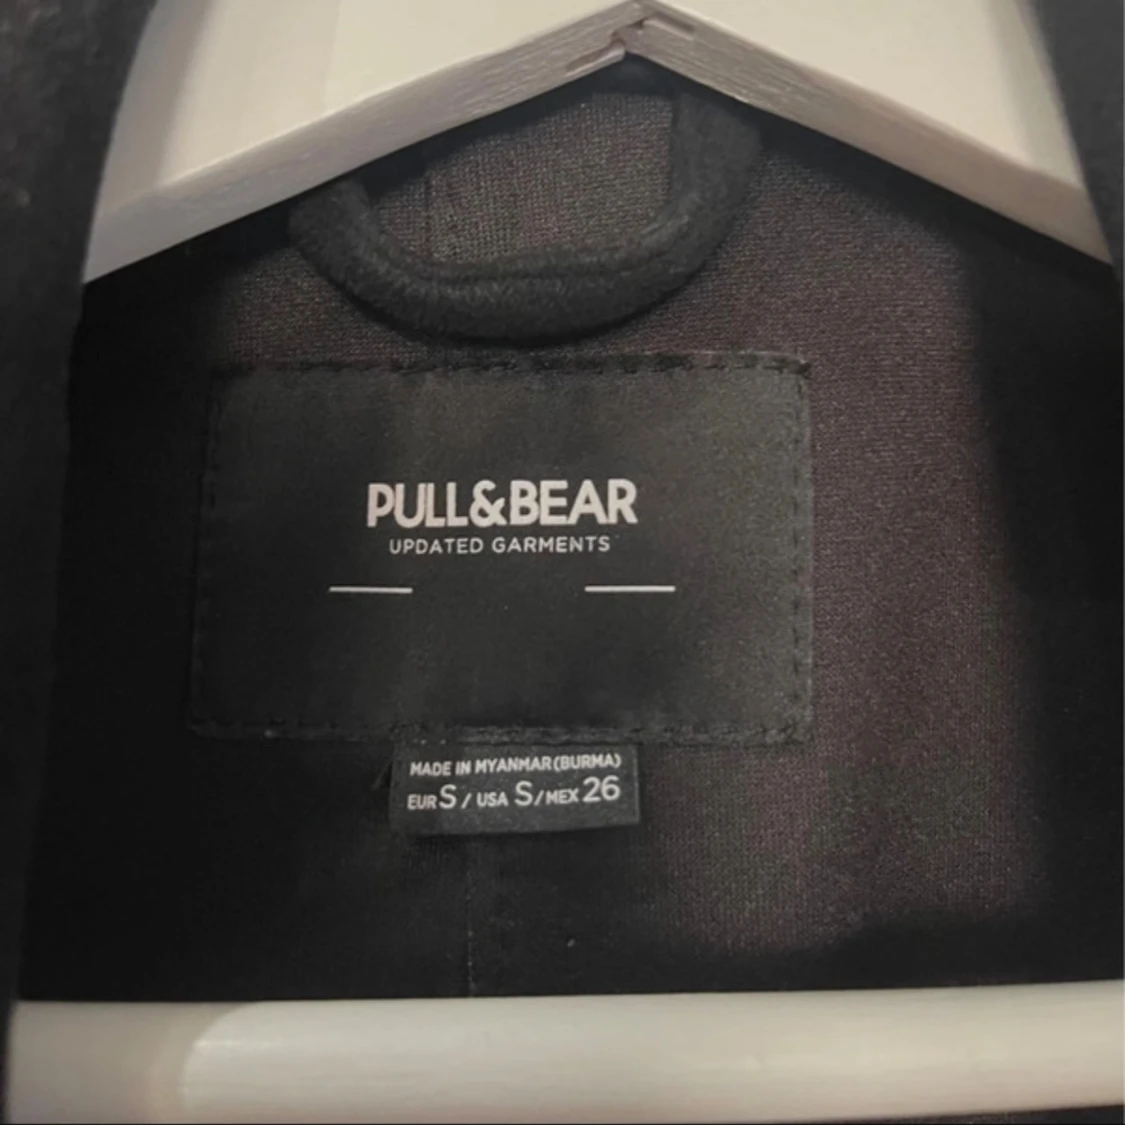 PULL&BEAR
UPDATED GARMENTS
MADE IN MYANMAR (BURMA)
EUR S / USA S / MEX 26